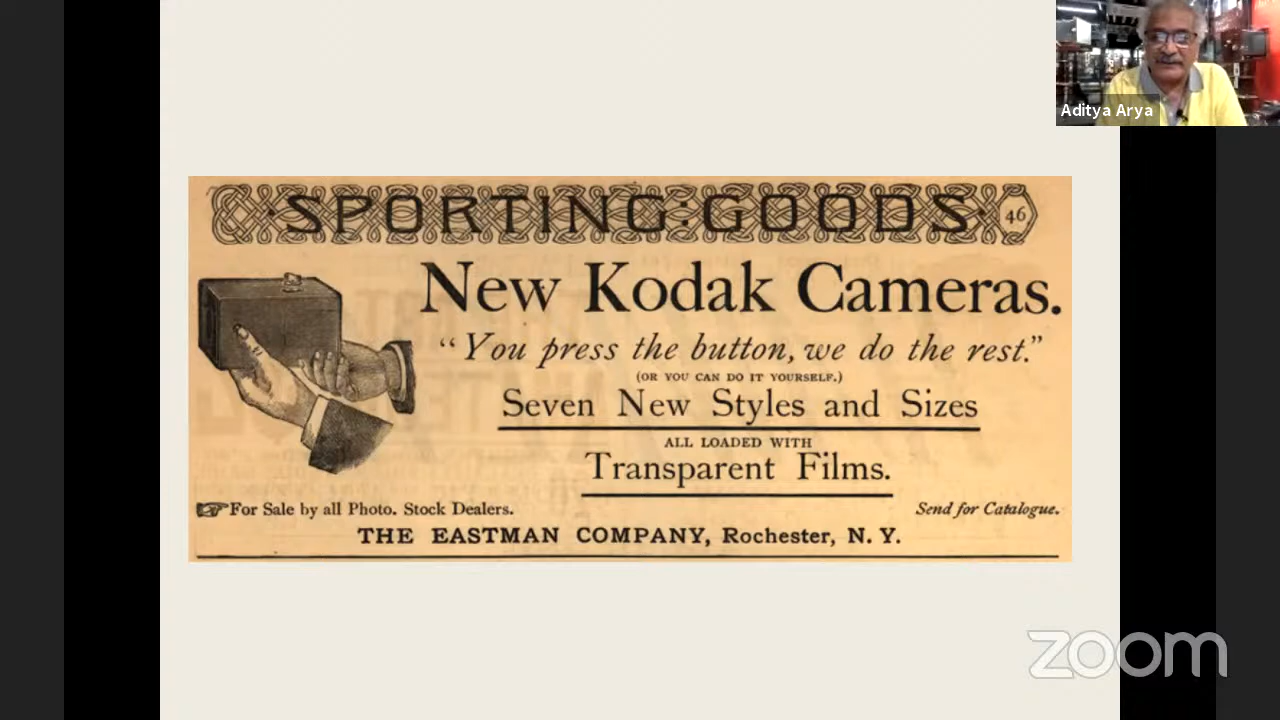 Aditya Arya
SPORTING: GOODS
46
New Kodak Cameras.
“You press the button, we do the rest.”
(OR YOU CAN DO IT YOURSELF.)
Seven New Styles and Sizes
ALL LOADED WITH
Transparent Films.
For Sale by all Photo. Stock Dealers.
Send for Catalogue.
THE EASTMAN COMPANY, Rochester, N. Y.
zoom